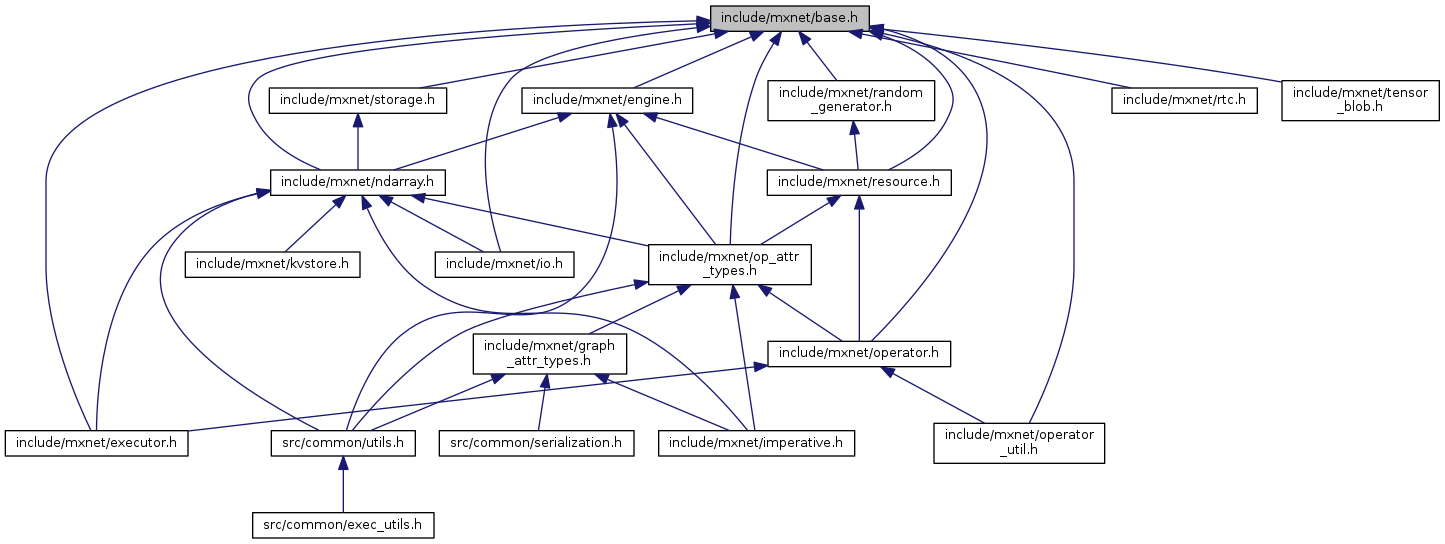 include/mxnet/base.h
include/mxnet/storage.h
include/mxnet/engine.h
include/mxnet/random
_generator.h
include/mxnet/rtc.h
include/mxnet/tensor
_blob.h
include/mxnet/ndarray.h
include/mxnet/resource.h
include/mxnet/kvstore.h
include/mxnet/io.h
include/mxnet/op_attr
_types.h
include/mxnet/graph
_attr_types.h
include/mxnet/operator.h
include/mxnet/executor.h
src/common/utils.h
src/common/serialization.h
include/mxnet/imperative.h
include/mxnet/operator
_util.h
src/common/exec_utils.h